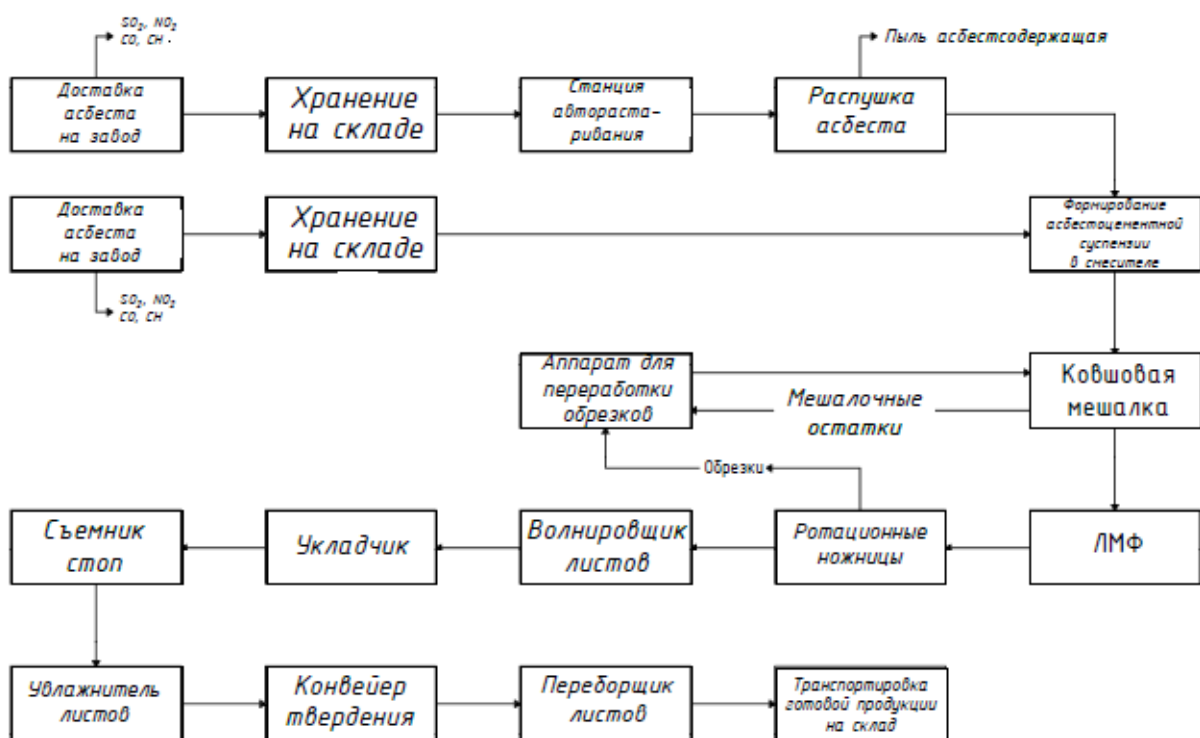 SO₂, NO₂
CO, CH .
Пыль асбестсодержащая
Доставка
асбеста
на завод
Хранение
на складе
Станция
автораста-
ривания
Распушка
асбеста
Доставка
асбеста
на завод
Хранение
на складе
Формирование
асбестоцементной
суспензии
в смесителе
SO₂, NO₂
CO, CH
Аппарат для
переработки
обрезков
Мешалочные
остатки
Ковшовая
мешалка
Обрезки
Съемник
стоп
Укладчик
Волнировщик
листов
Ротационные
ножницы
ЛМФ
Увлажнитель
листов
Конвейер
твердения
Переборщик
листов
Транспортировка
готовой продукции
на склад